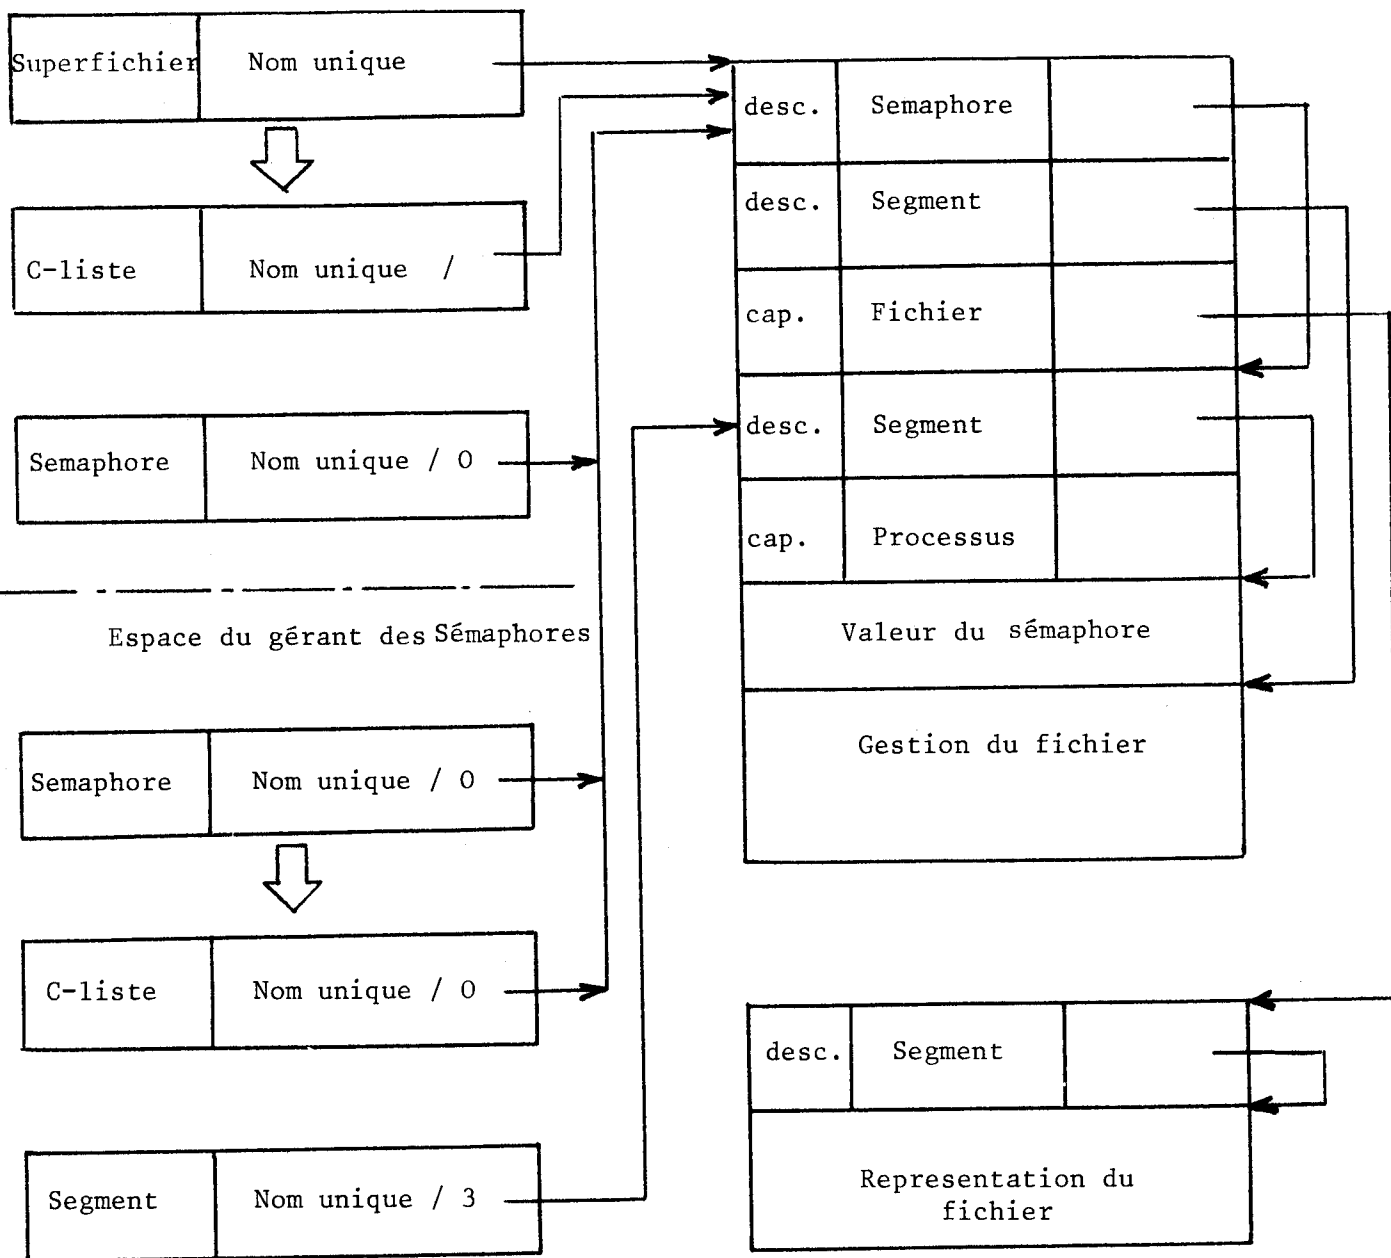 Superfichier Nom unique
C-liste Nom unique /
Semaphore Nom unique / 0
Espace du gérant des Sémaphores
Semaphore Nom unique / 0
C-liste Nom unique / 0
Segment Nom unique / 3
desc. Semaphore
desc. Segment
cap. Fichier
desc. Segment
cap. Processus
Valeur du sémaphore
Gestion du fichier
desc. Segment
Representation du
fichier